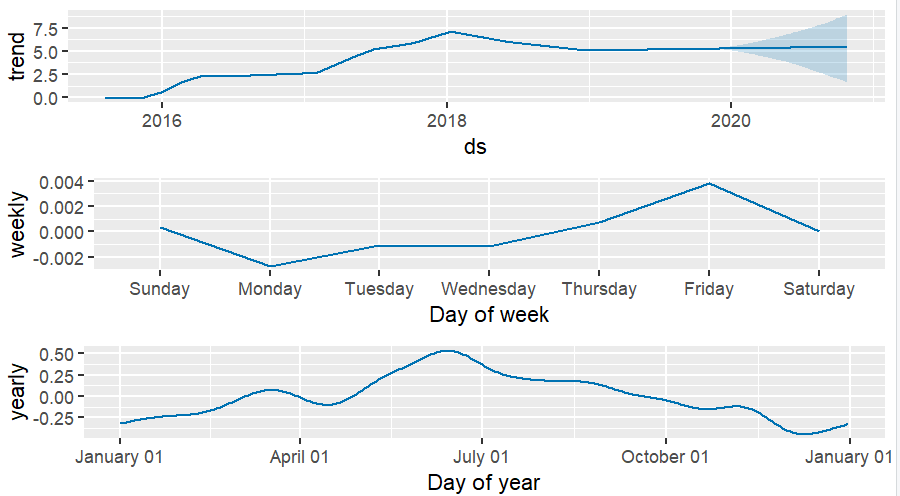 trend
7.5
5.0
2.5
0.0
2016 2018 2020
ds
weekly
0.004
0.002
0.000
-0.002
Sunday Monday Tuesday Wednesday Thursday Friday Saturday
Day of week
yearly
0.50
0.25
0.00
-0.25
January 01 April 01 July 01 October 01 January 01
Day of year